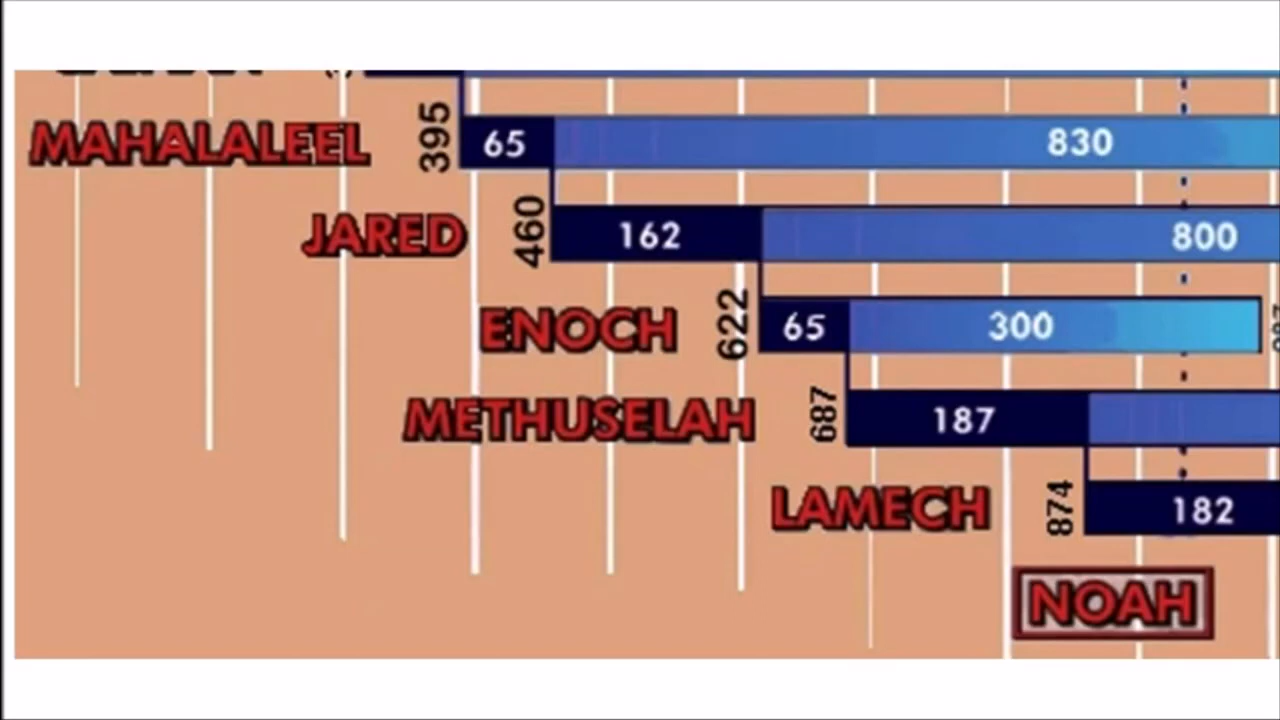 MAHALALEEL 395 65 830
JARED 460 162 800
ENOCH 622 65 300
METHUSELAH 687 187
LAMECH 874 182
NOAH